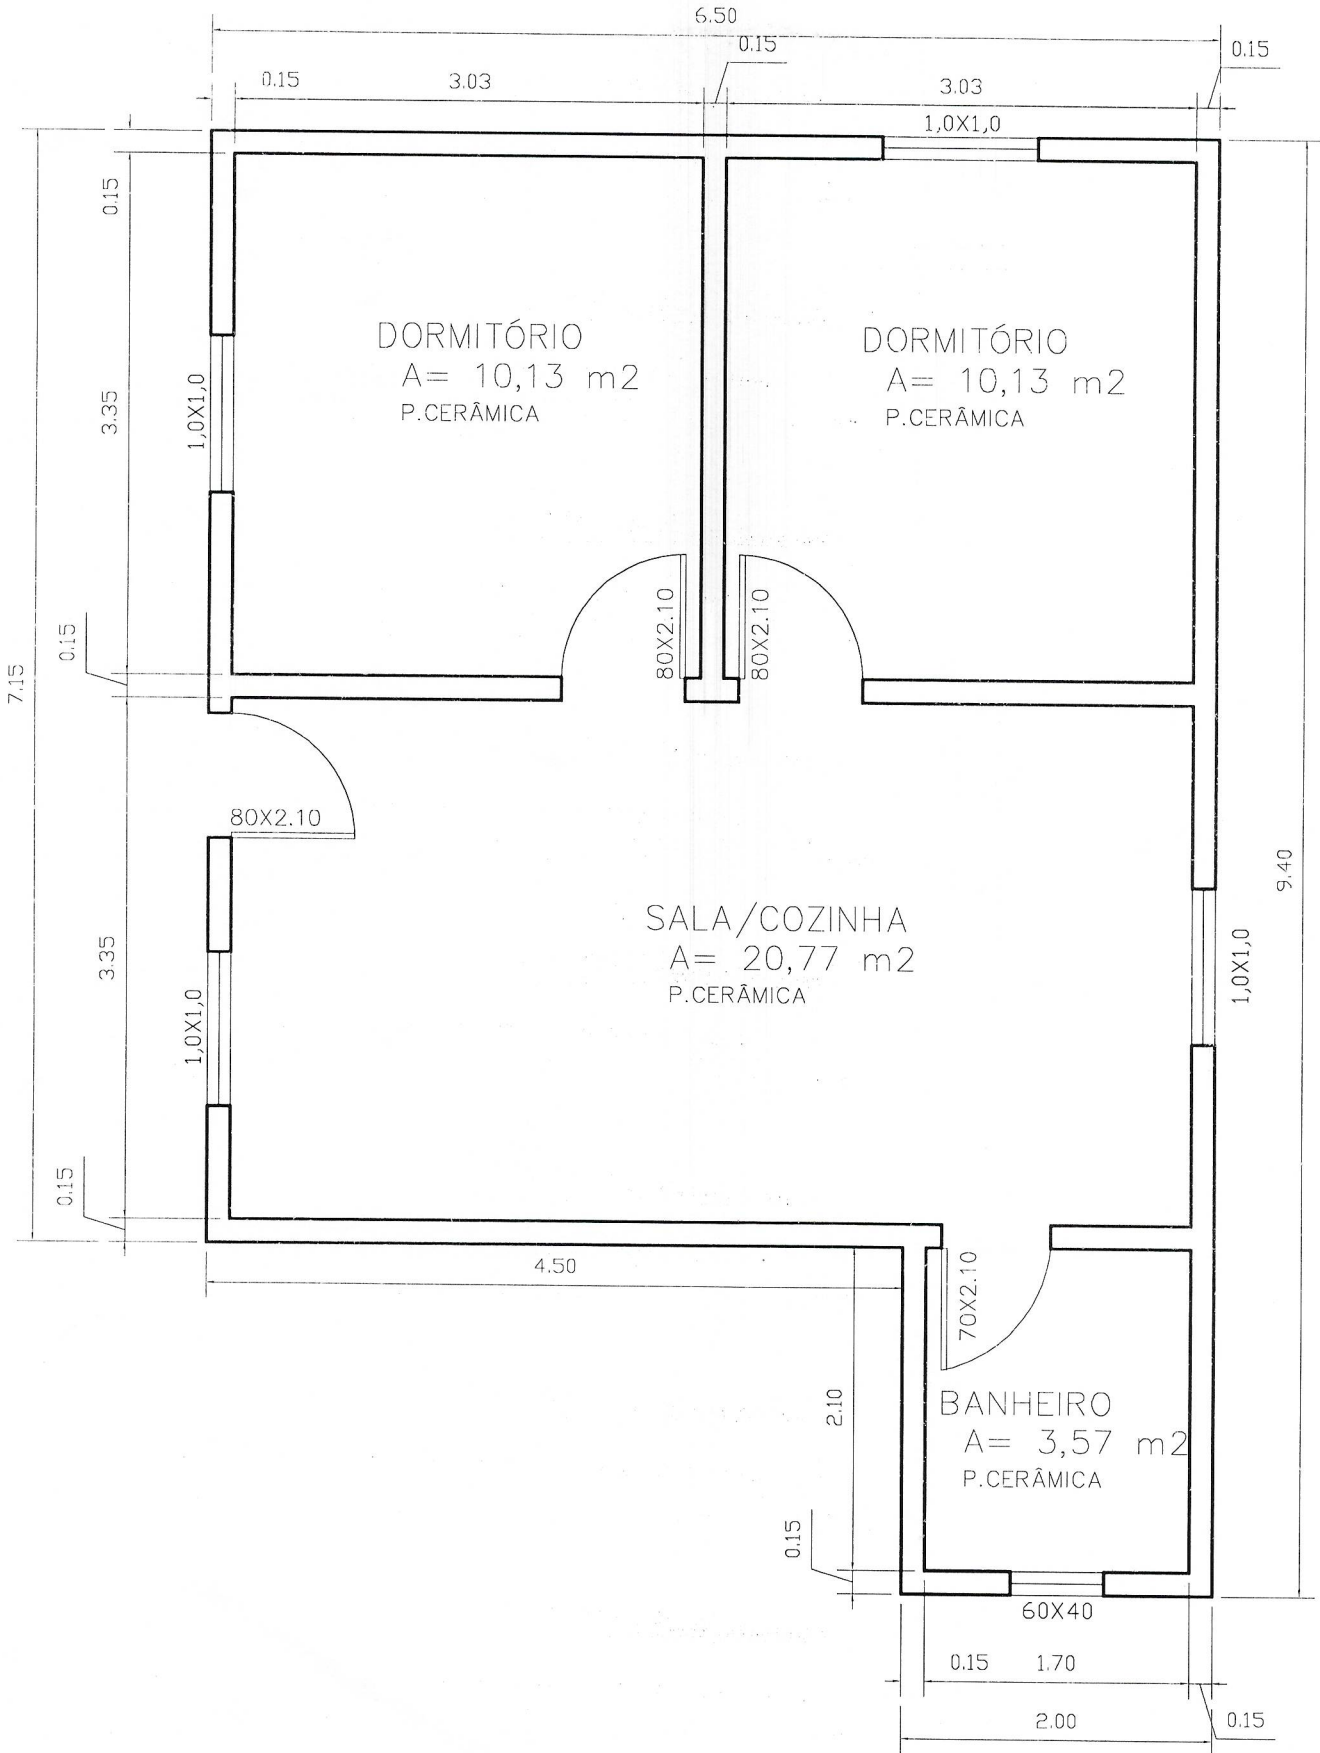 6.50
0.15
0.15
0.15
3.03
3.03
1,0X1,0
0.15
DORMITÓRIO
A= 10,13 m2
P.CERÂMICA
DORMITÓRIO
A= 10,13 m2
P.CERÂMICA
3.35
1,0X1,0
80X2.10
80X2.10
0.15
7.15
80X2.10
9.40
SALA/COZINHA
A= 20,77 m2
P.CERÂMICA
3.35
1,0X1,0
1,0X1,0
0.15
4.50
70X2.10
2.10
BANHEIRO
A= 3,57 m2
P.CERÂMICA
0.15
60X40
0.15
1.70
2.00
0.15